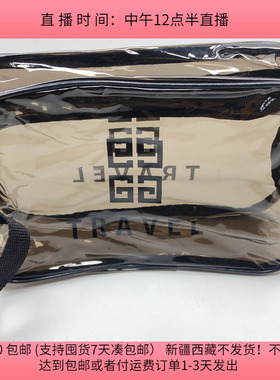 直 播 时 间：中午12点半直播
TRAVEL
TRAVEL
0 包邮 (支持囤货7天凑包邮） 新疆西藏不发货！不
达到包邮或者付运费订单1-3天发出